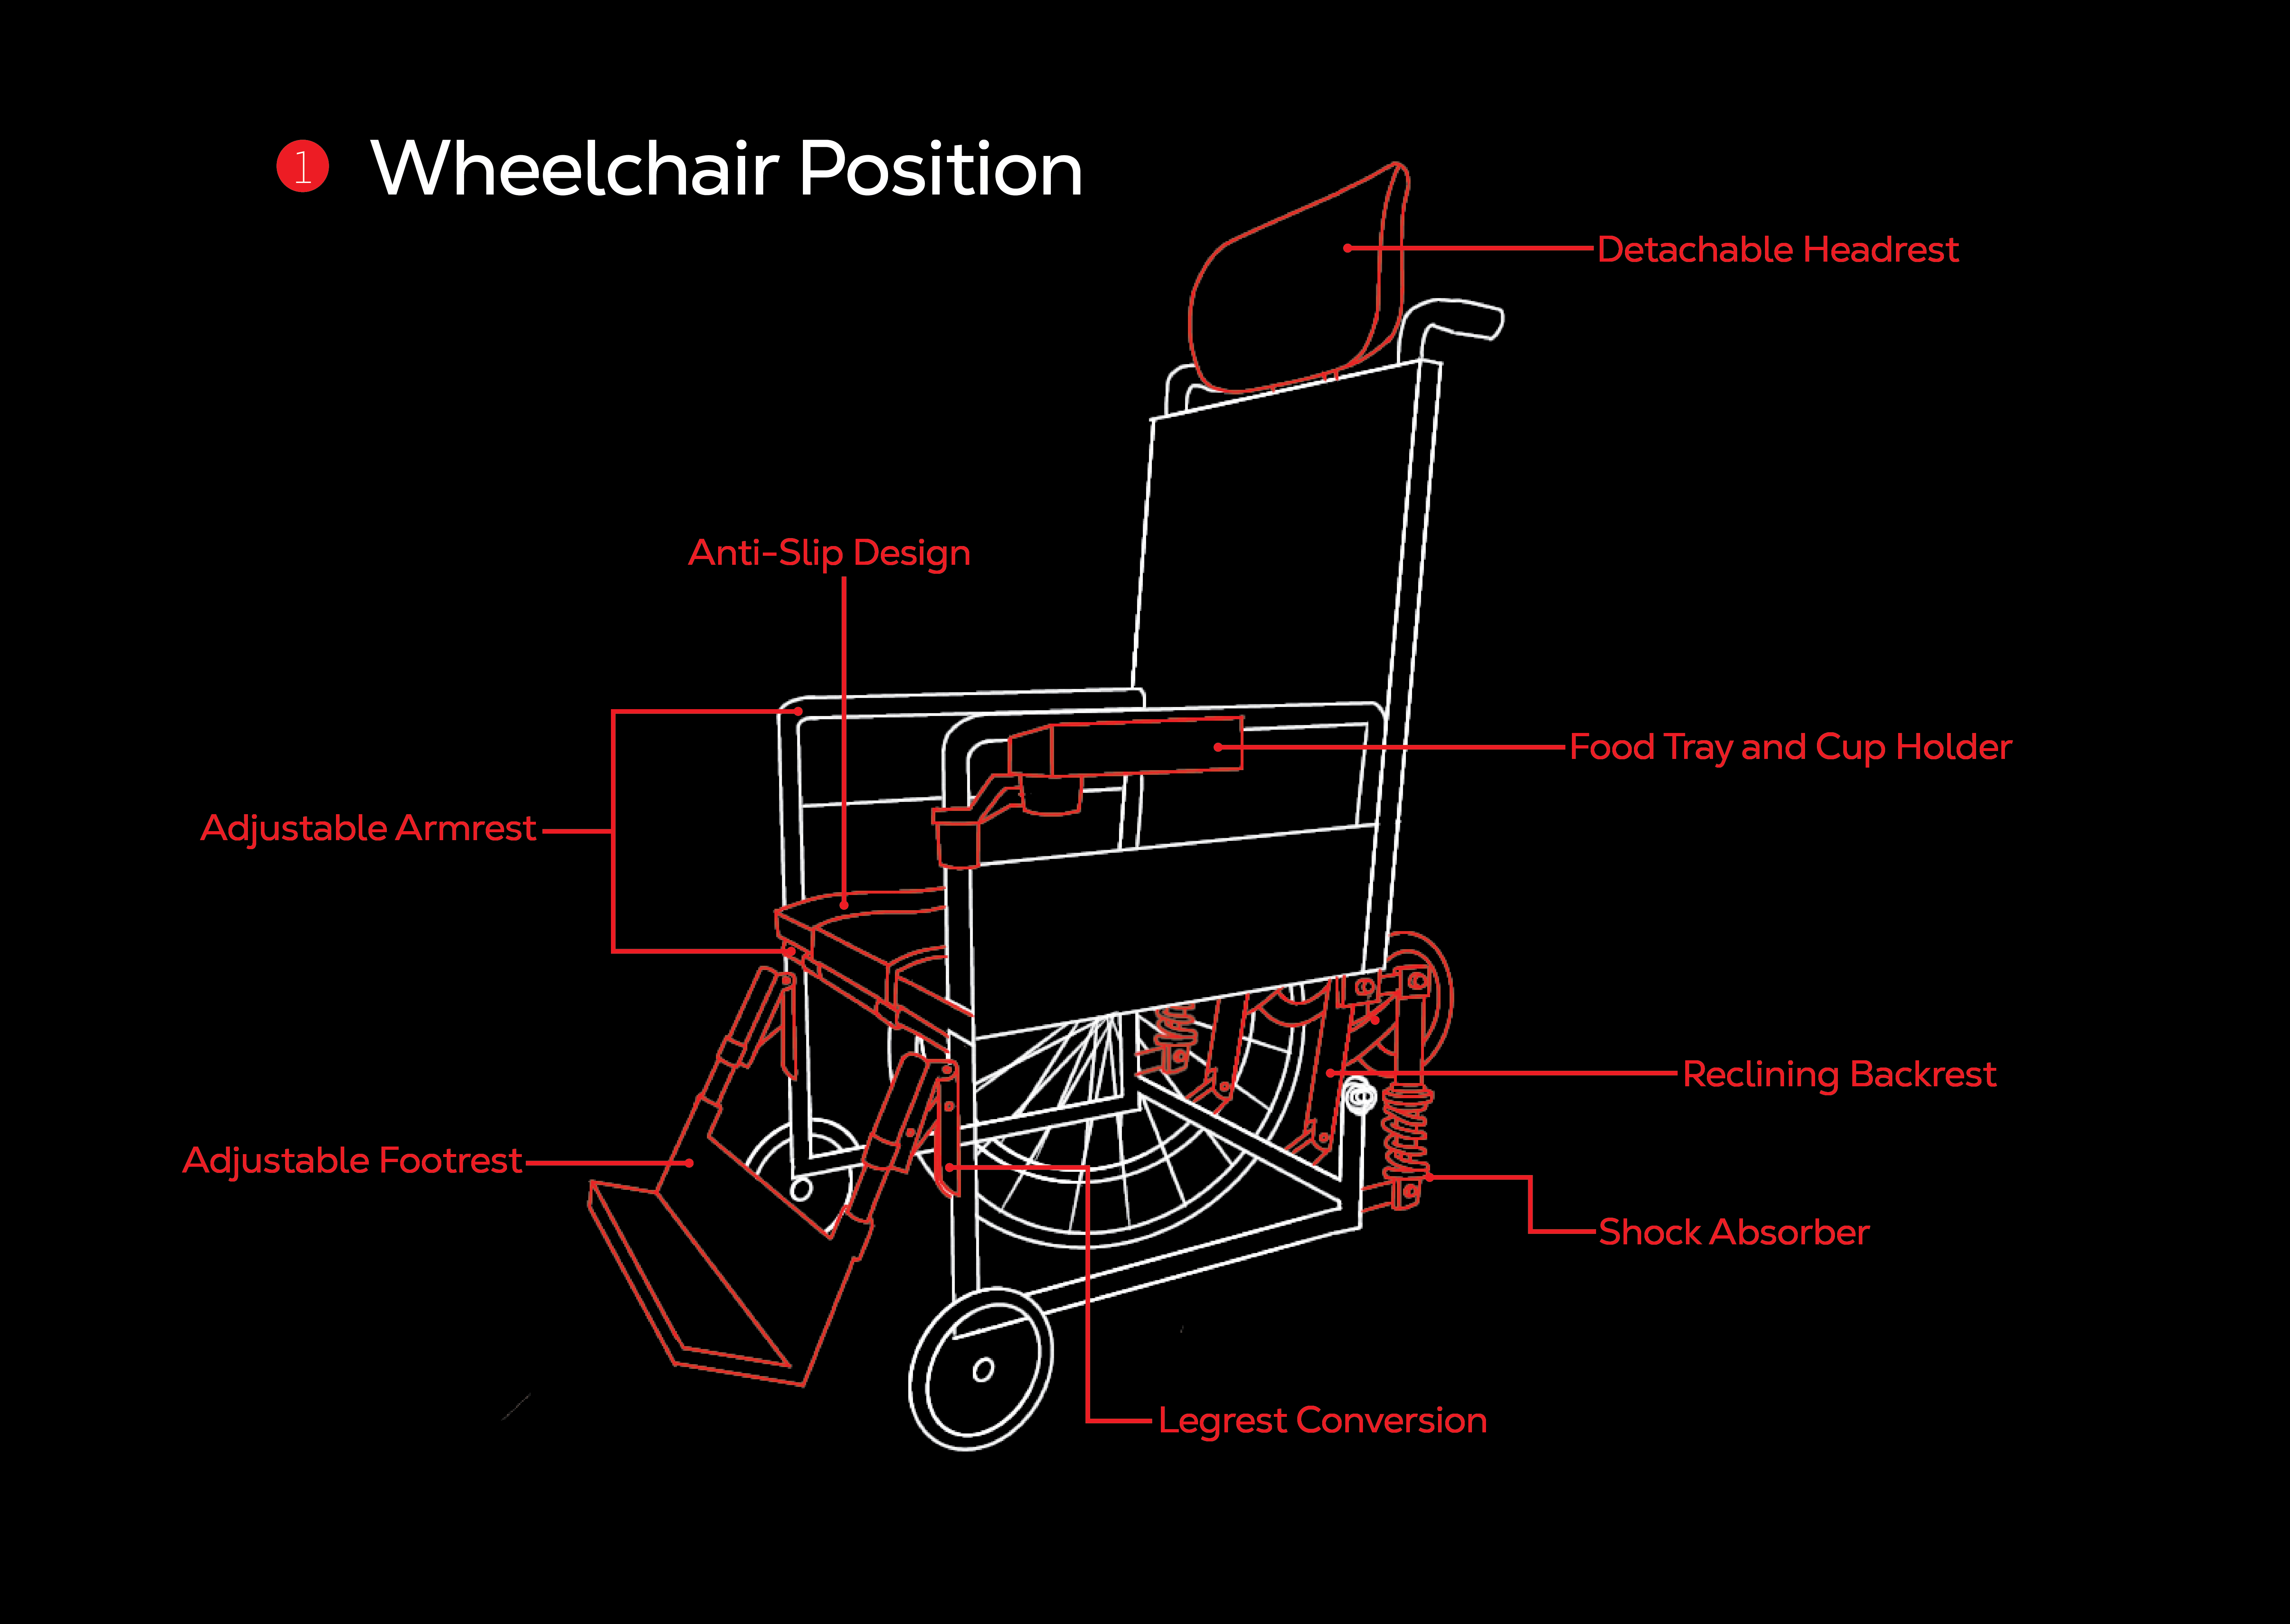 1 Wheelchair Position
Detachable Headrest
Anti-Slip Design
Food Tray and Cup Holder
Adjustable Armrest
Reclining Backrest
Adjustable Footrest
Shock Absorber
Legrest Conversion